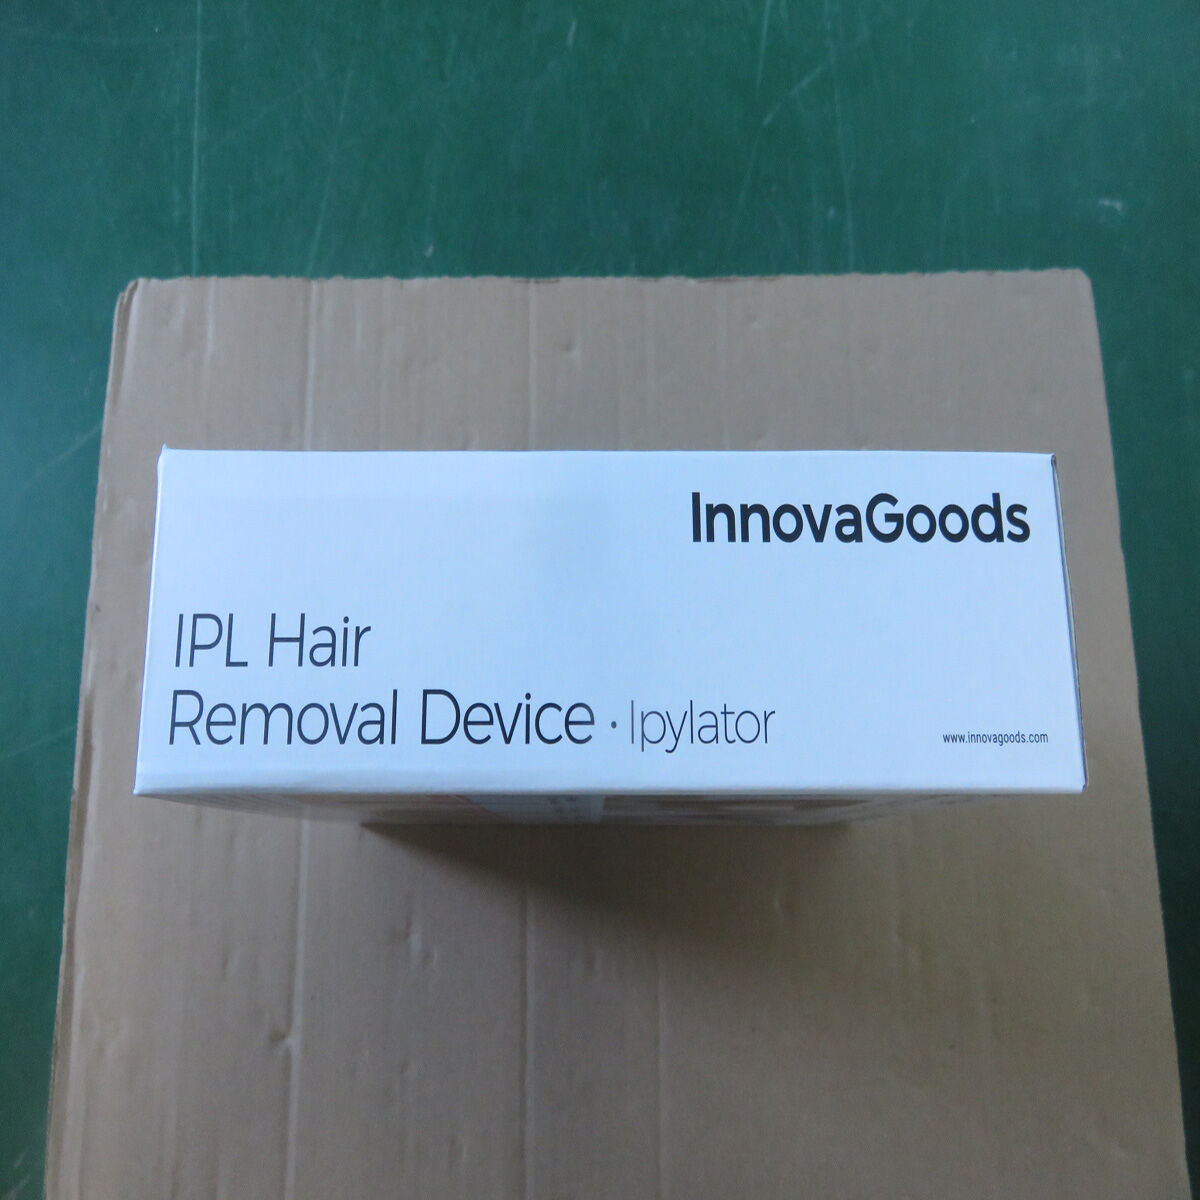 InnovaGoods
IPL Hair
Removal Device · Ipylator
www.innovagoods.com